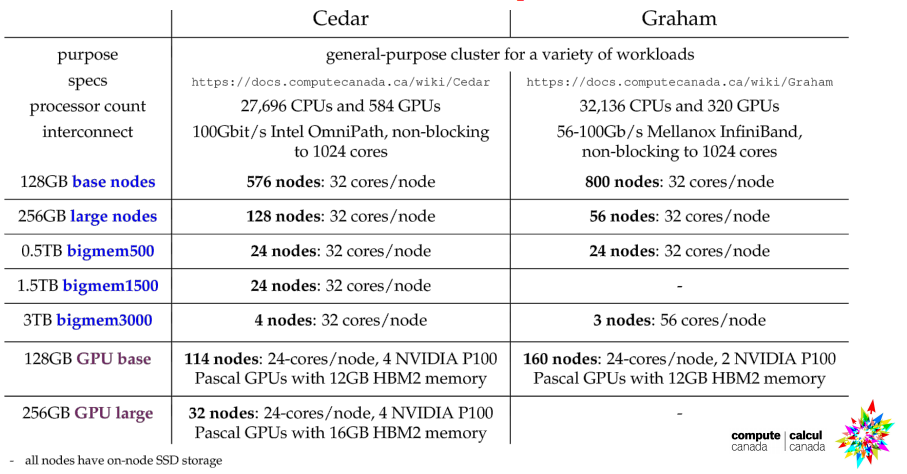 Cedar Graham
purpose general-purpose cluster for a variety of workloads
specs https://docs.computecanada.ca/wiki/Cedar https://docs.computecanada.ca/wiki/Graham
processor count 27,696 CPUs and 584 GPUs 32,136 CPUs and 320 GPUs
interconnect 100Gbit/s Intel OmniPath, non-blocking 56-100Gb/s Mellanox InfiniBand,
to 1024 cores non-blocking to 1024 cores
128GB base nodes 576 nodes: 32 cores/node 800 nodes: 32 cores/node
256GB large nodes 128 nodes: 32 cores/node 56 nodes: 32 cores/node
0.5TB bigmem500 24 nodes: 32 cores/node 24 nodes: 32 cores/node
1.5TB bigmem1500 24 nodes: 32 cores/node -
3TB bigmem3000 4 nodes: 32 cores/node 3 nodes: 56 cores/node
128GB GPU base 114 nodes: 24-cores/node, 4 NVIDIA P100 160 nodes: 24-cores/node, 2 NVIDIA P100
Pascal GPUs with 12GB HBM2 memory Pascal GPUs with 12GB HBM2 memory
256GB GPU large 32 nodes: 24-cores/node, 4 NVIDIA P100 -
Pascal GPUs with 16GB HBM2 memory
compute calcul
canada canada
- all nodes have on-node SSD storage